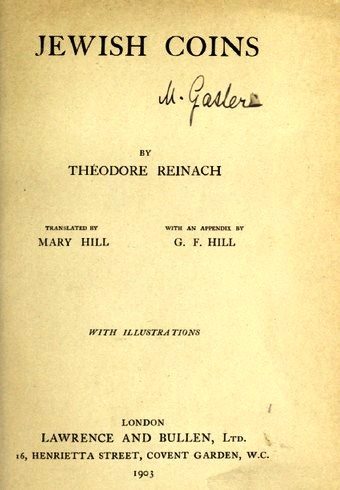 JEWISH COINS
M. Gaster
BY
THÉODORE REINACH
TRANSLATED BY
MARY HILL
WITH AN APPENDIX BY
G. F. HILL
WITH ILLUSTRATIONS
LONDON
LAWRENCE AND BULLEN, LTD.
16, HENRIETTA STREET, COVENT GARDEN, W.C.
1903